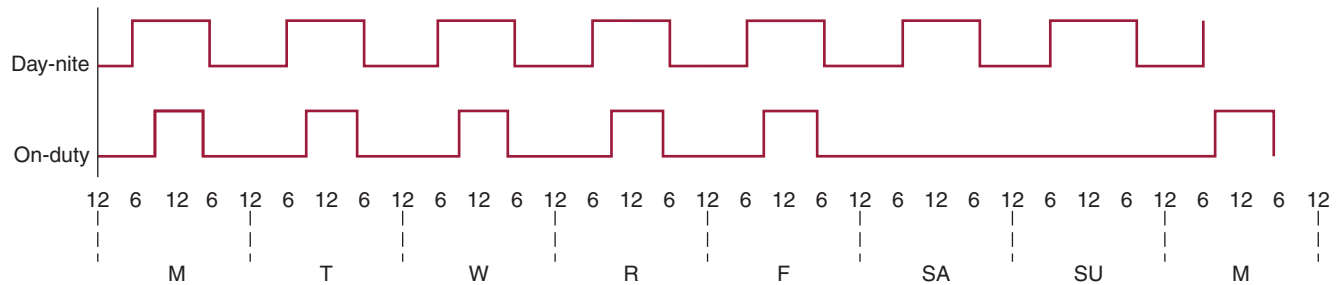 Day-nite
On-duty
12 6 12 6 12 6 12 6 12 6 12 6 12 6 12 6 12 6 12 6 12 6 12 6 12 6 12 6 12 6 12 6 12
M T W R F SA SU M